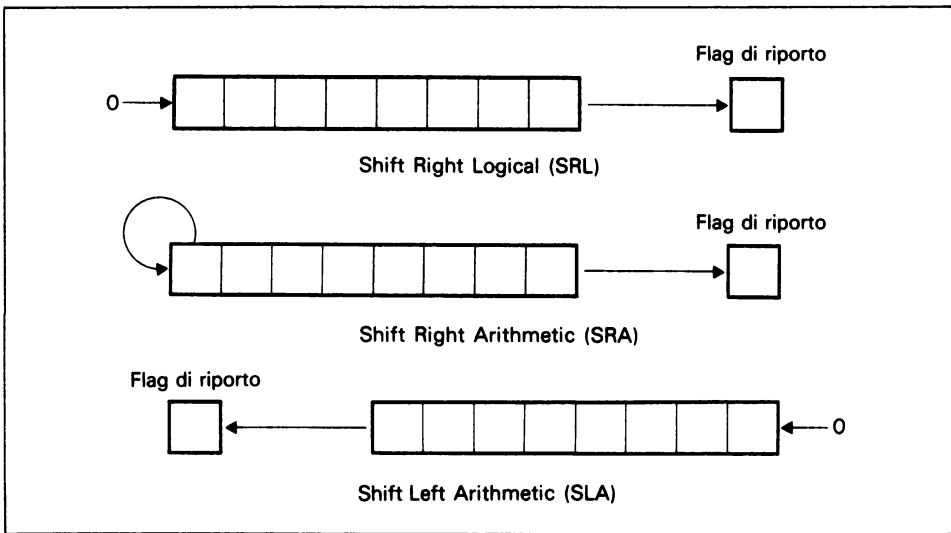 Flag di riporto
0
Shift Right Logical (SRL)
Flag di riporto
Shift Right Arithmetic (SRA)
Flag di riporto
0
Shift Left Arithmetic (SLA)